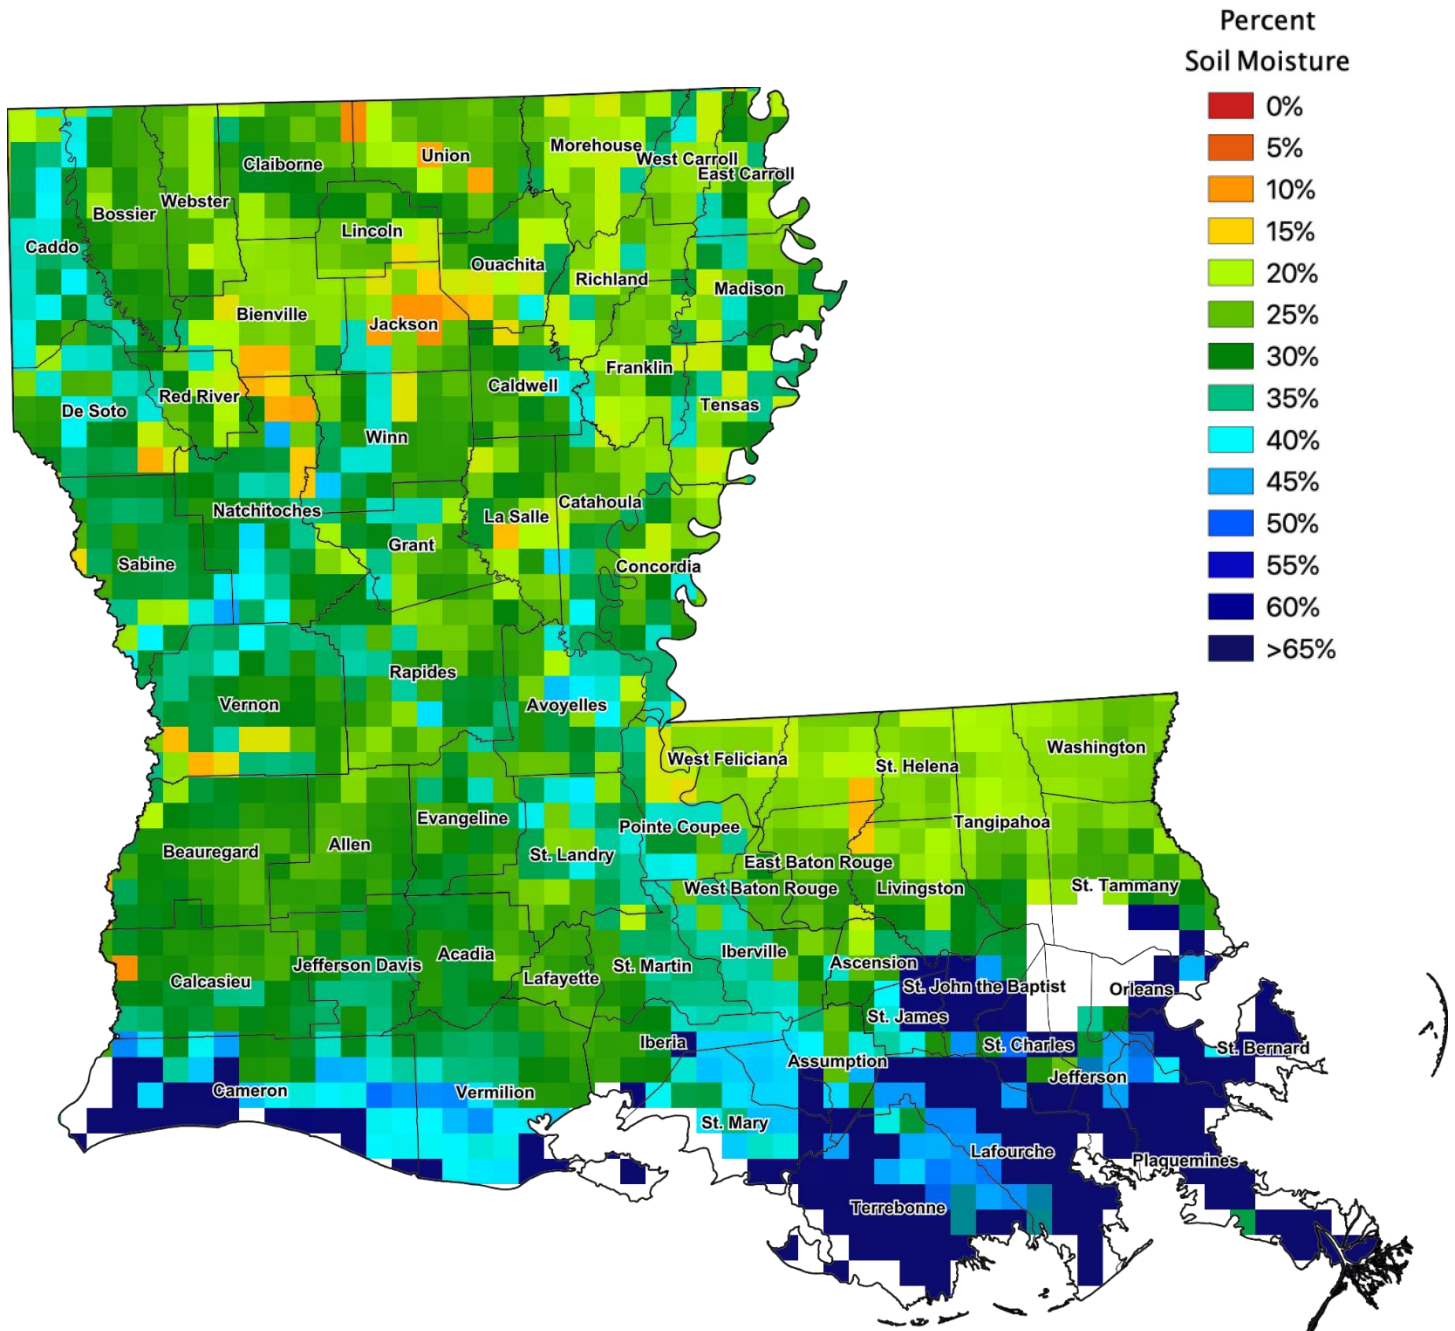 Percent
Soil Moisture
0%
5%
10%
15%
20%
25%
30%
35%
40%
45%
50%
55%
60%
>65%
Claiborne
Union
Morehouse
West Carroll
East Carroll
Bossier
Webster
Caddo
Lincoln
Ouachita
Richland
Madison
Bienville
Jackson
De Soto
Red River
Caldwell
Franklin
Tensas
Winn
Natchitoches
La Salle
Catahoula
Sabine
Grant
Concordia
Vernon
Rapides
Avoyelles
West Feliciana
St. Helena
Washington
Beauregard
Allen
Evangeline
St. Landry
Pointe Coupee
Tangipahoa
East Baton Rouge
West Baton Rouge
Livingston
St. Tammany
Calcasieu
Jefferson Davis
Acadia
Lafayette
St. Martin
Iberville
Ascension
St. John the Baptist
Orleans
St. James
Iberia
Assumption
St. Charles
St. Bernard
Jefferson
Cameron
Vermilion
St. Mary
Lafourche
Plaquemines
Terrebonne